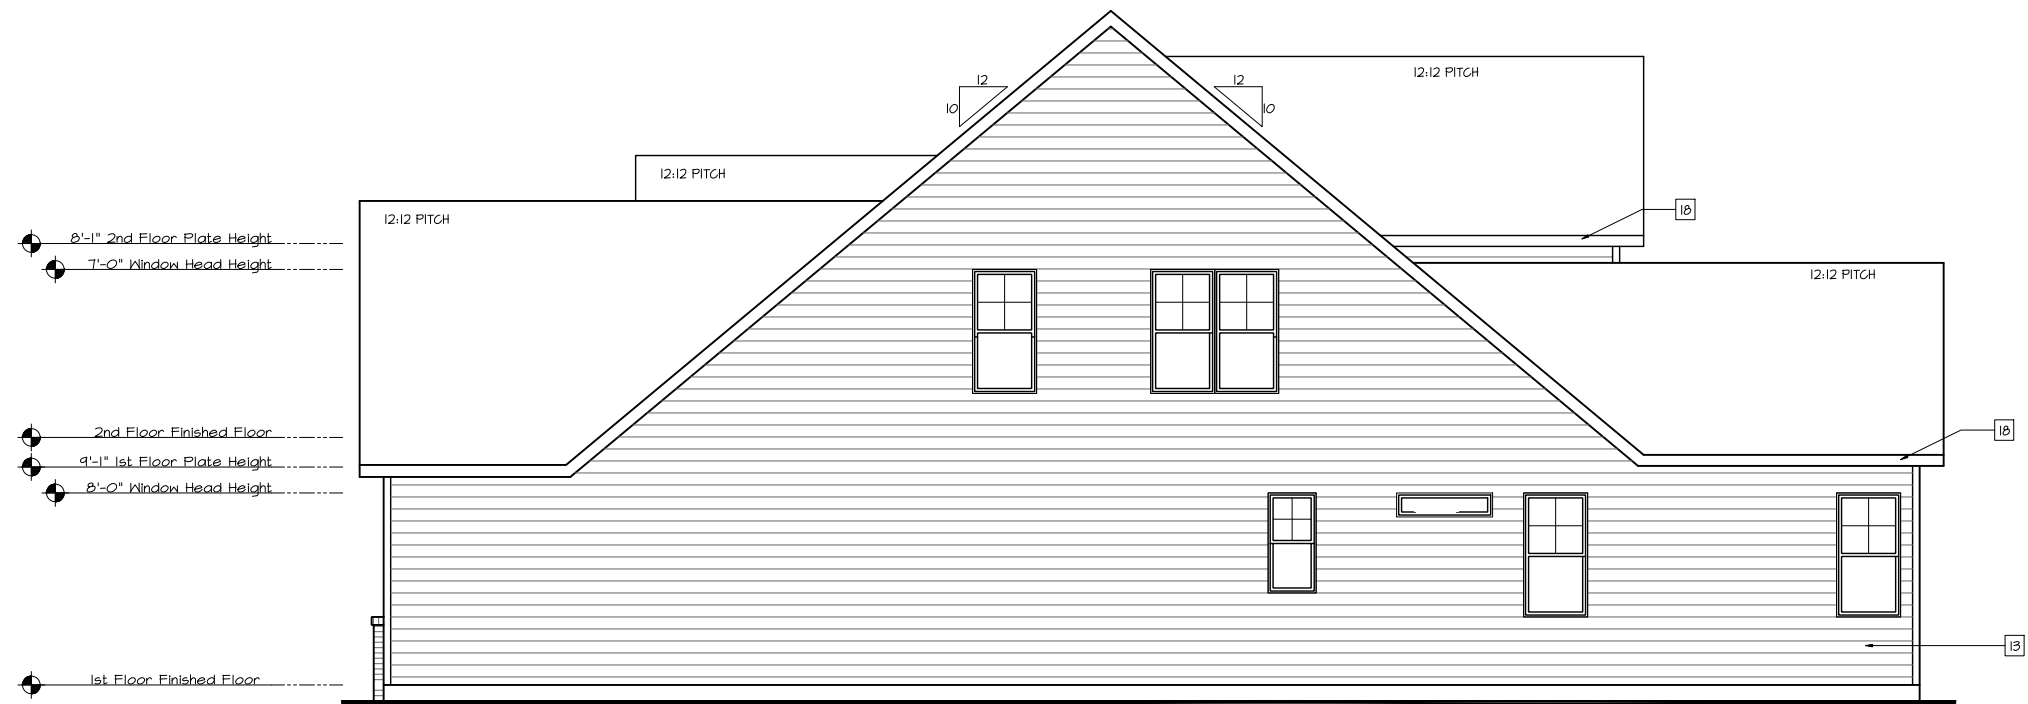 12:12 PITCH
12
12
10
10
12:12 PITCH
18
12:12 PITCH
8'-1" 2nd Floor Plate Height
7'-0" Window Head Height
12:12 PITCH
2nd Floor Finished Floor
18
9'-1" 1st Floor Plate Height
8'-0" Window Head Height
13
1st Floor Finished Floor